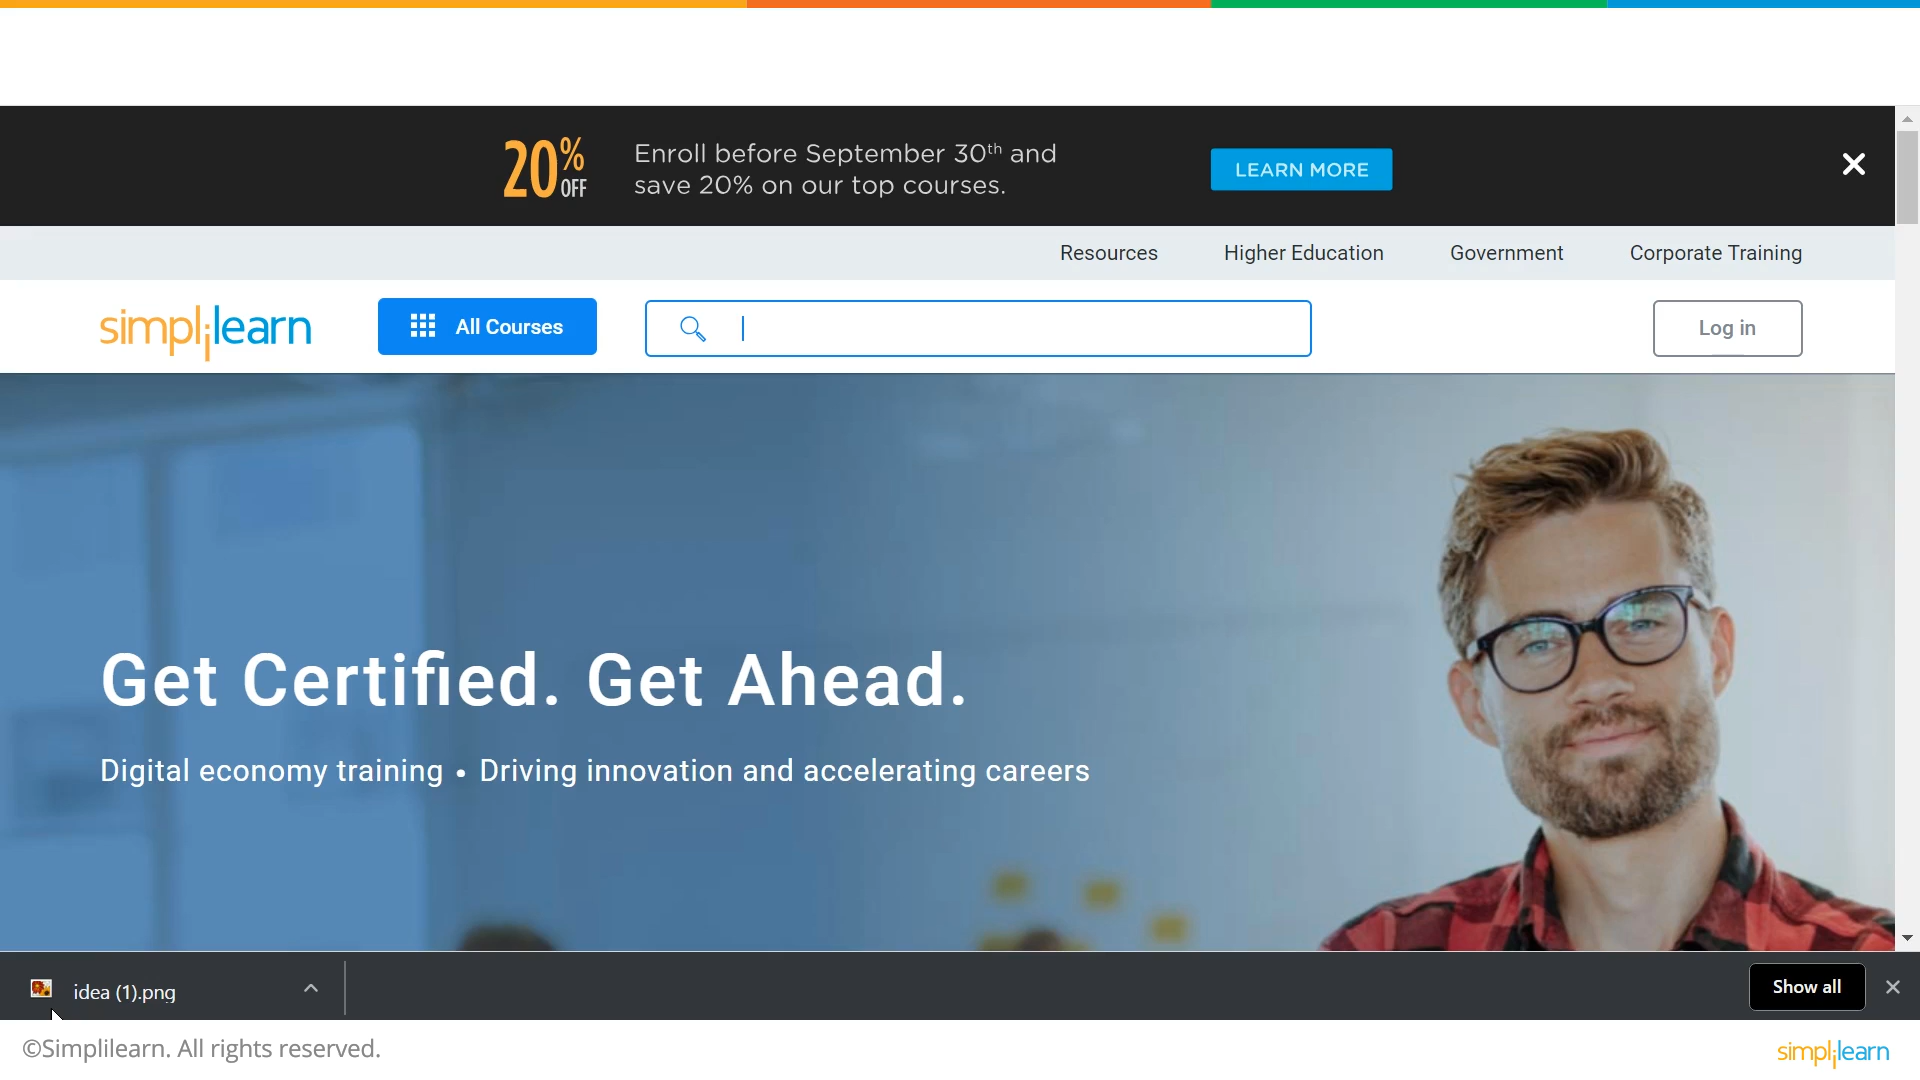 20% OFF
Enroll before September 30th and
save 20% on our top courses.
LEARN MORE
Resources
Higher Education
Government
Corporate Training
simplilearn
All Courses
Log in
Get Certified. Get Ahead.
Digital economy training • Driving innovation and accelerating careers
idea (1).png
Show all
©Simplilearn. All rights reserved.
simplilearn